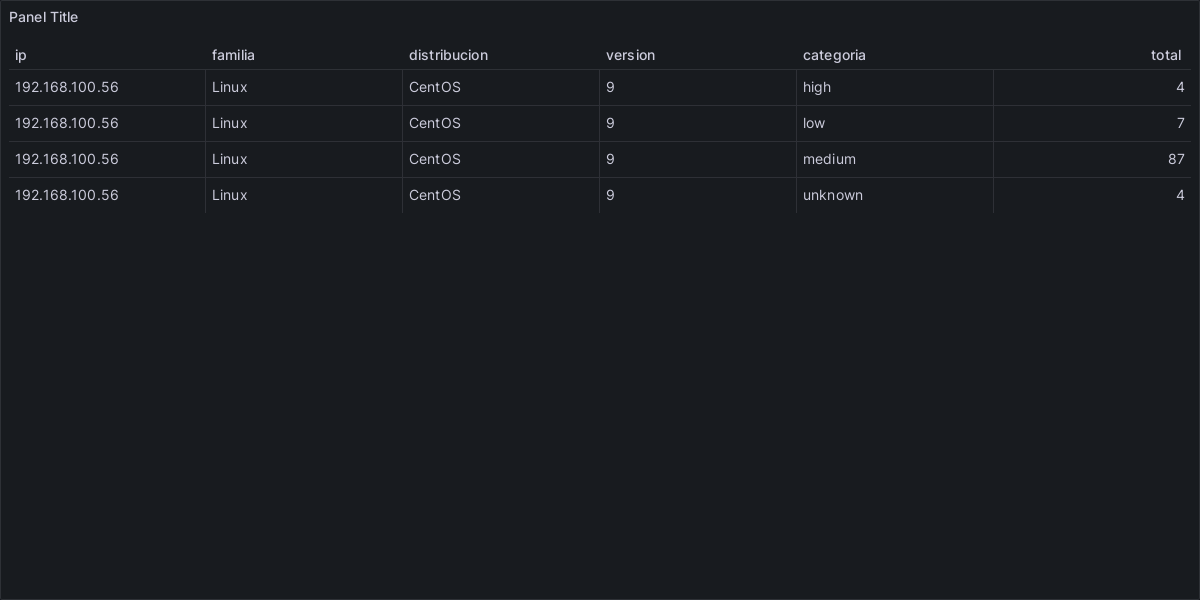 Panel Title
ip familia distribucion version categoria total
192.168.100.56 Linux CentOS 9 high 4
192.168.100.56 Linux CentOS 9 low 7
192.168.100.56 Linux CentOS 9 medium 87
192.168.100.56 Linux CentOS 9 unknown 4